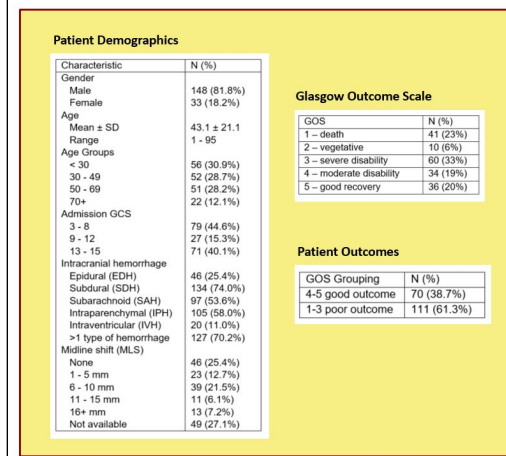 Patient Demographics
Characteristic N (%)
Gender
Male 148 (81.8%)
Female 33 (18.2%)
Age
Mean ± SD 43.1 ± 21.1
Range 1 - 95
Age Groups
< 30 56 (30.9%)
30 - 49 52 (28.7%)
50 - 69 51 (28.2%)
70+ 22 (12.1%)
Admission GCS
3 - 8 79 (44.6%)
9 - 12 27 (15.3%)
13 - 15 71 (40.1%)
Intracranial hemorrhage
Epidural (EDH) 46 (25.4%)
Subdural (SDH) 134 (74.0%)
Subarachnoid (SAH) 97 (53.6%)
Intraparenchymal (IPH) 105 (58.0%)
Intraventricular (IVH) 20 (11.0%)
>1 type of hemorrhage 127 (70.2%)
Midline shift (MLS)
None 46 (25.4%)
1 - 5 mm 23 (12.7%)
6 - 10 mm 39 (21.5%)
11 - 15 mm 11 (6.1%)
16+ mm 13 (7.2%)
Not available 49 (27.1%)
Glasgow Outcome Scale
GOS N (%)
1 – death 41 (23%)
2 – vegetative 10 (6%)
3 – severe disability 60 (33%)
4 – moderate disability 34 (19%)
5 – good recovery 36 (20%)
Patient Outcomes
GOS Grouping N (%)
4-5 good outcome 70 (38.7%)
1-3 poor outcome 111 (61.3%)